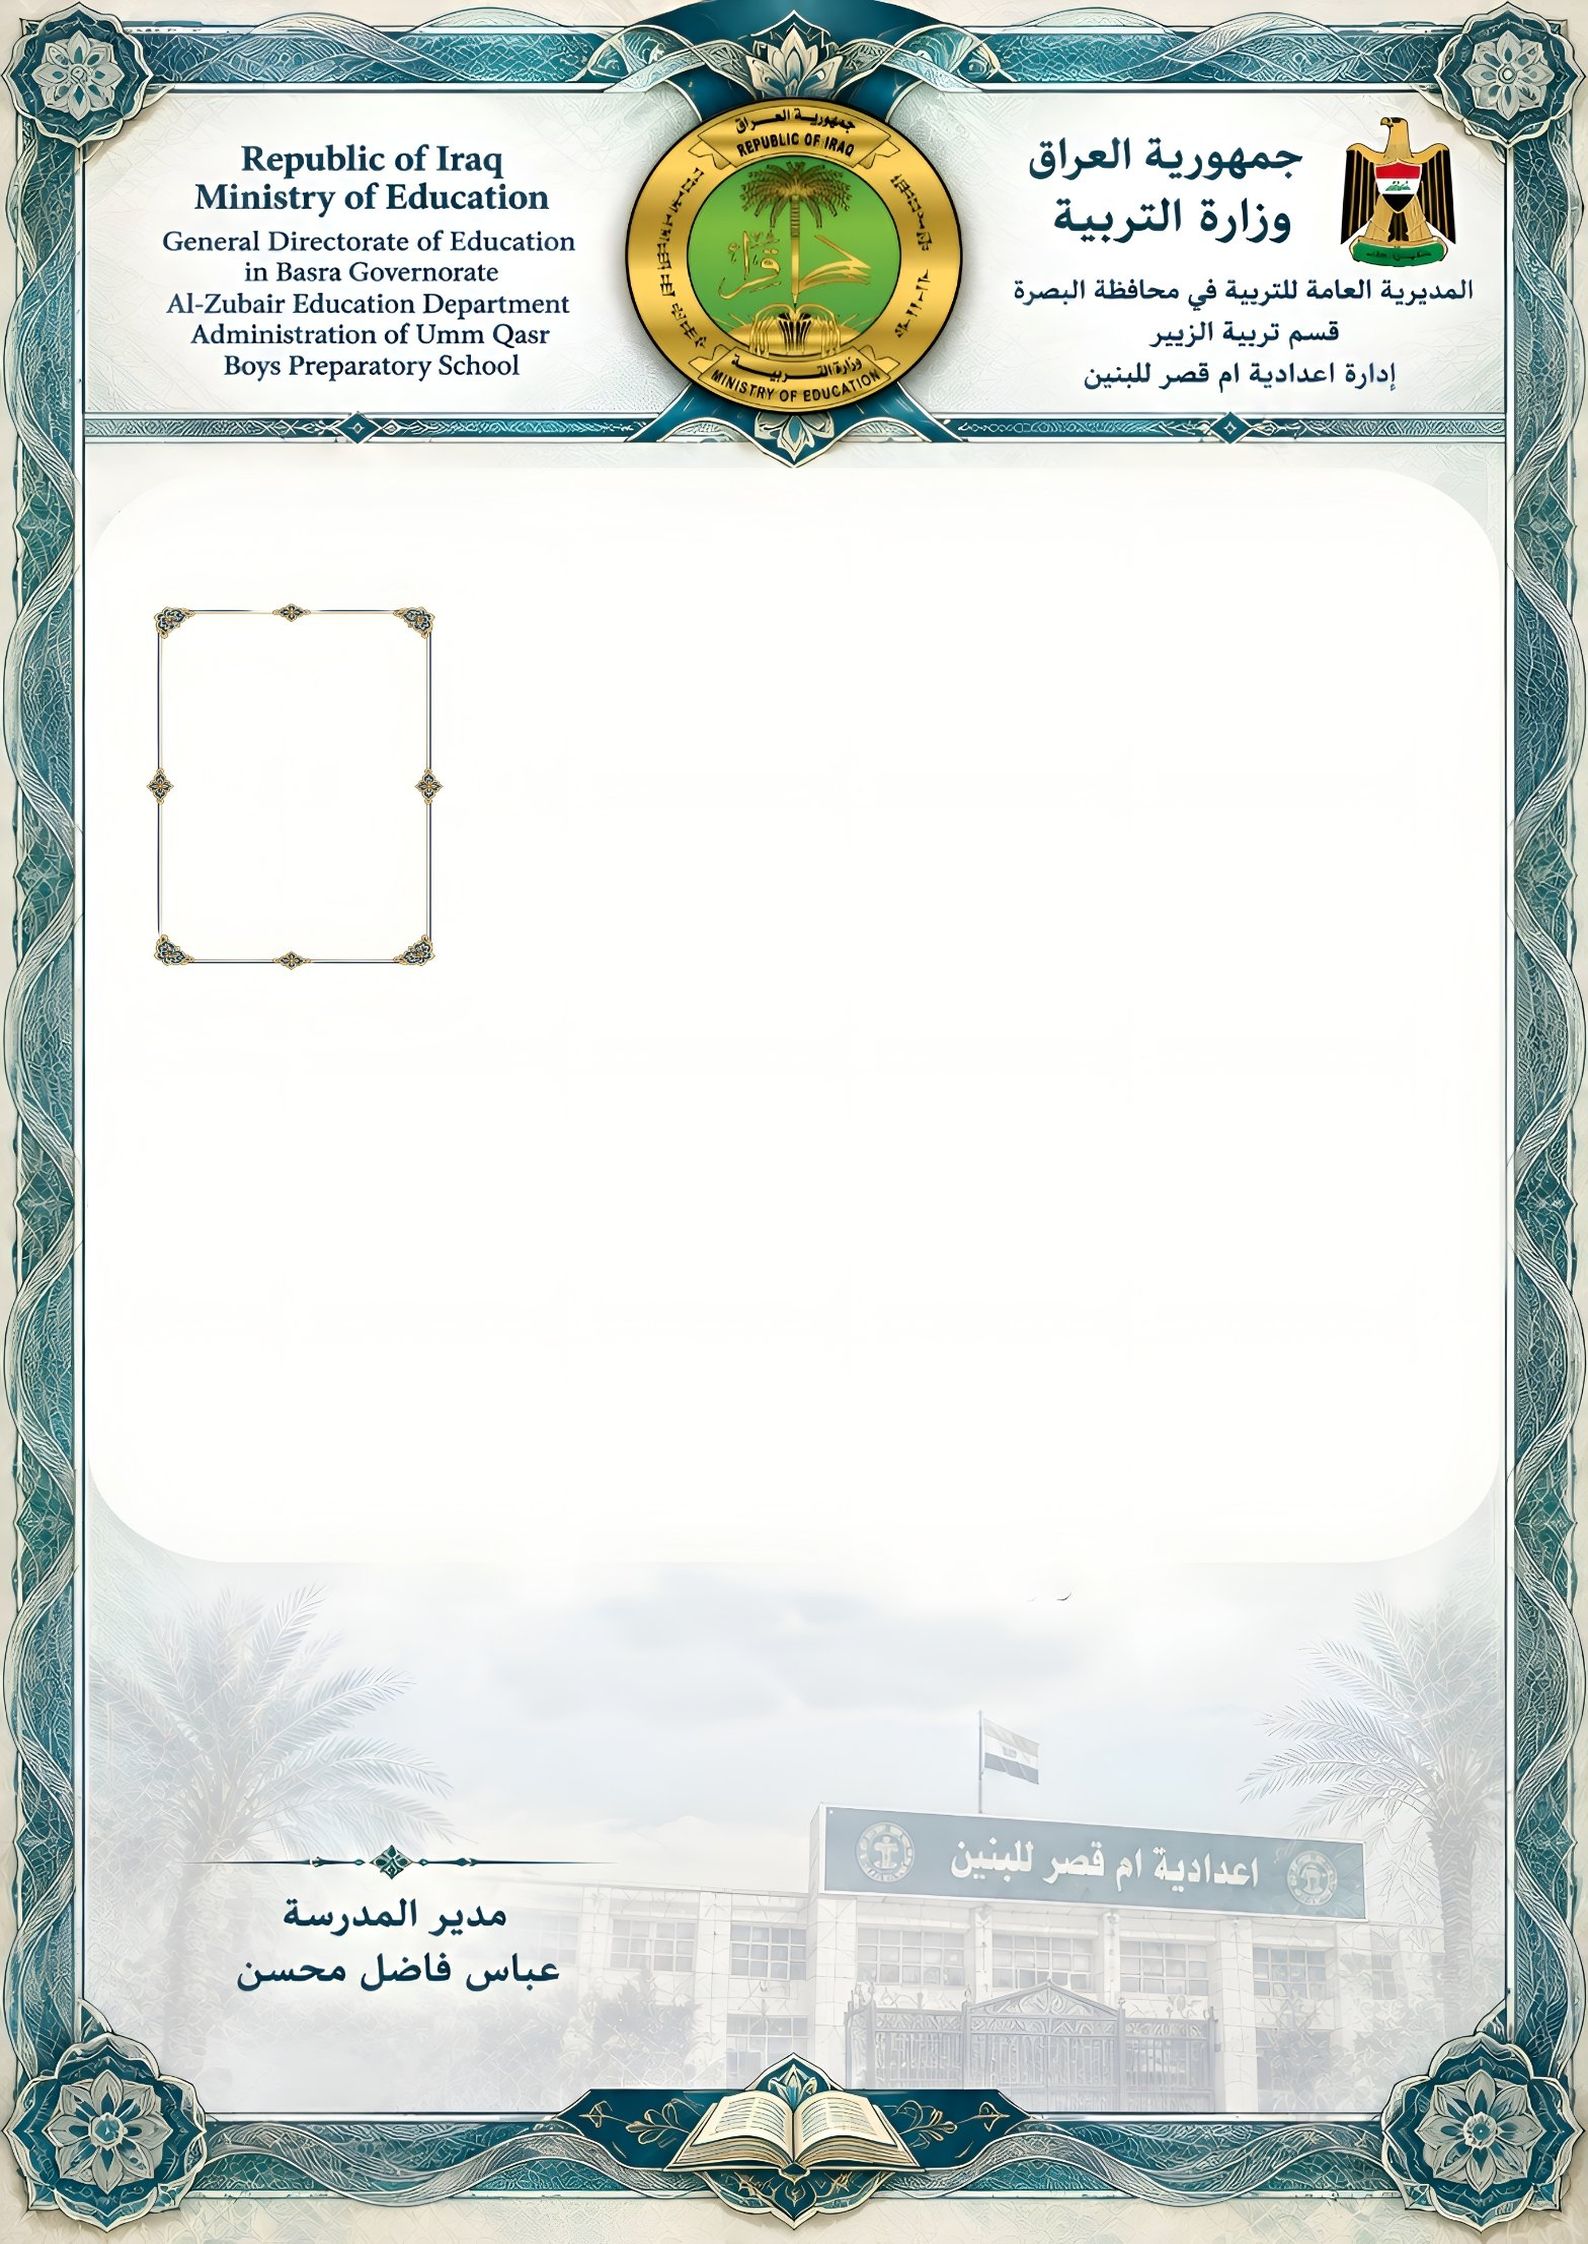 Republic of Iraq
Ministry of Education
General Directorate of Education
in Basra Governorate
Al-Zubair Education Department
Administration of Umm Qasr
Boys Preparatory School
جمهورية العراق
REPUBLIC OF IRAQ
وزارة التربية
MINISTRY OF EDUCATION
جمهورية العراق
وزارة التربية
المديرية العامة للتربية في محافظة البصرة
قسم تربية الزبير
إدارة اعدادية ام قصر للبنين
اعدادية ام قصر للبنين
مدير المدرسة
عباس فاضل محسن